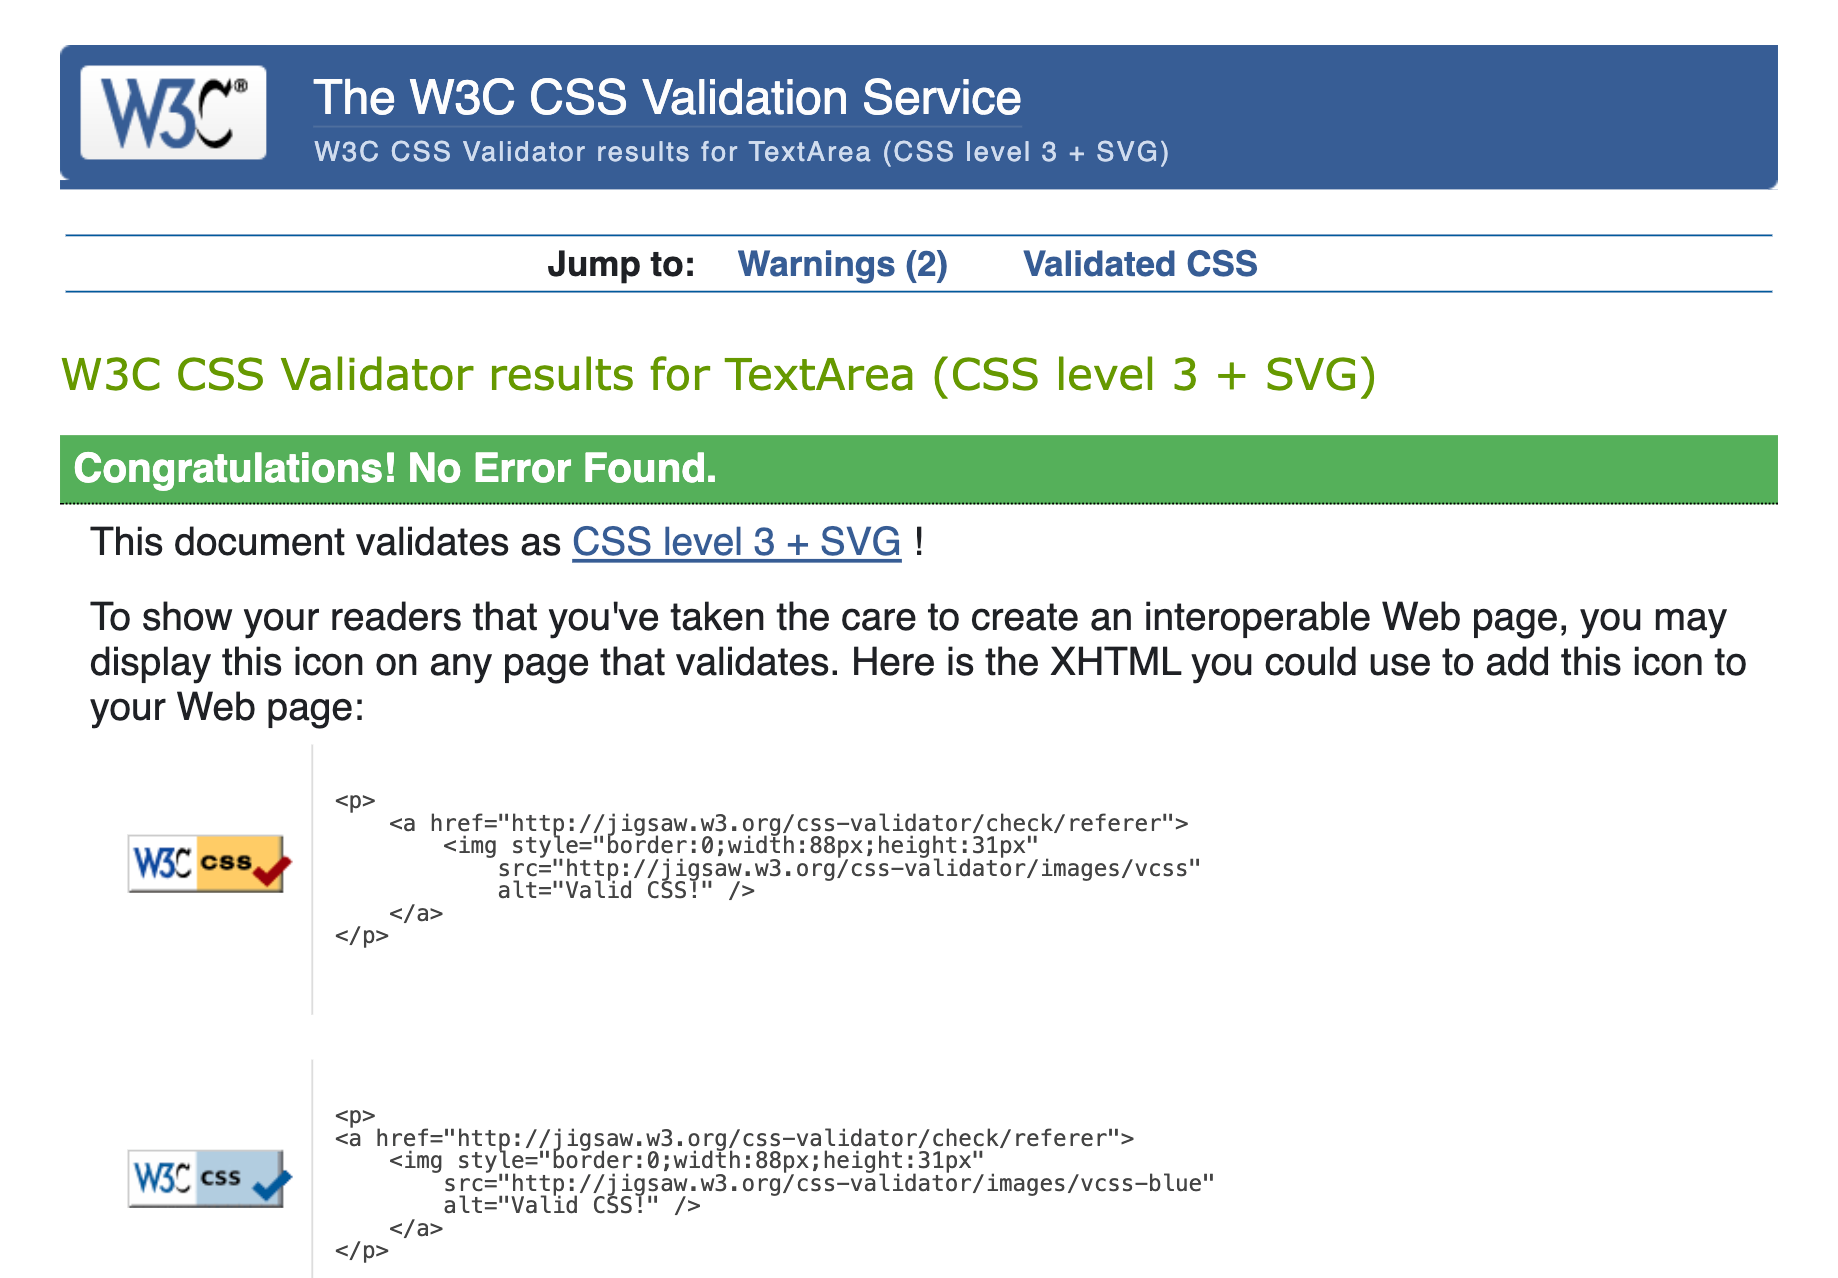 W3C®
The W3C CSS Validation Service
W3C CSS Validator results for TextArea (CSS level 3 + SVG)
Jump to: Warnings (2) Validated CSS
W3C CSS Validator results for TextArea (CSS level 3 + SVG)
Congratulations! No Error Found.
This document validates as CSS level 3 + SVG !
To show your readers that you've taken the care to create an interoperable Web page, you may
display this icon on any page that validates. Here is the XHTML you could use to add this icon to
your Web page:
W3C css
<p>
    <a href="http://jigsaw.w3.org/css-validator/check/referer">
        <img style="border:0;width:88px;height:31px"
            src="http://jigsaw.w3.org/css-validator/images/vcss"
            alt="Valid CSS!" />
    </a>
</p>
W3C css
<p>
<a href="http://jigsaw.w3.org/css-validator/check/referer">
    <img style="border:0;width:88px;height:31px"
        src="http://jigsaw.w3.org/css-validator/images/vcss-blue"
        alt="Valid CSS!" />
    </a>
</p>